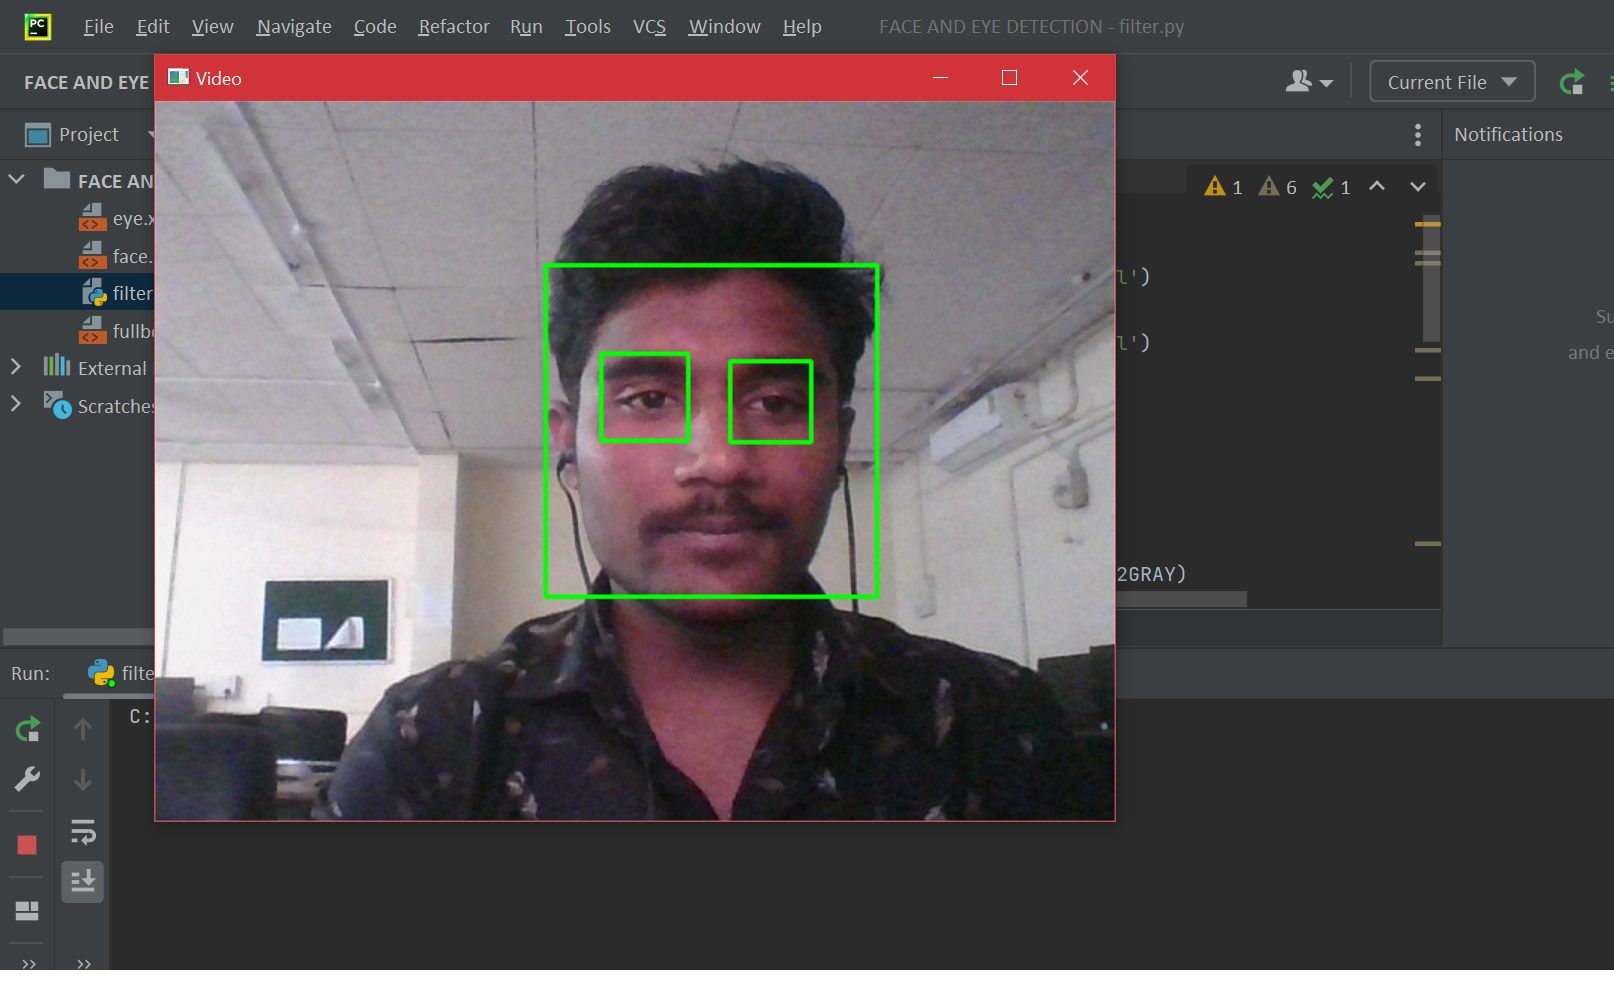 PC
File Edit View Navigate Code Refactor Run Tools VCS Window Help FACE AND EYE DETECTION - filter.py
FACE AND EYE
Video
Current File
Project
Notifications
FACE AN
1 6 1
eye.x
face.
l')
filter
Su
fullbo
l')
and e
External
Scratches
2GRAY)
Run: filte
C: